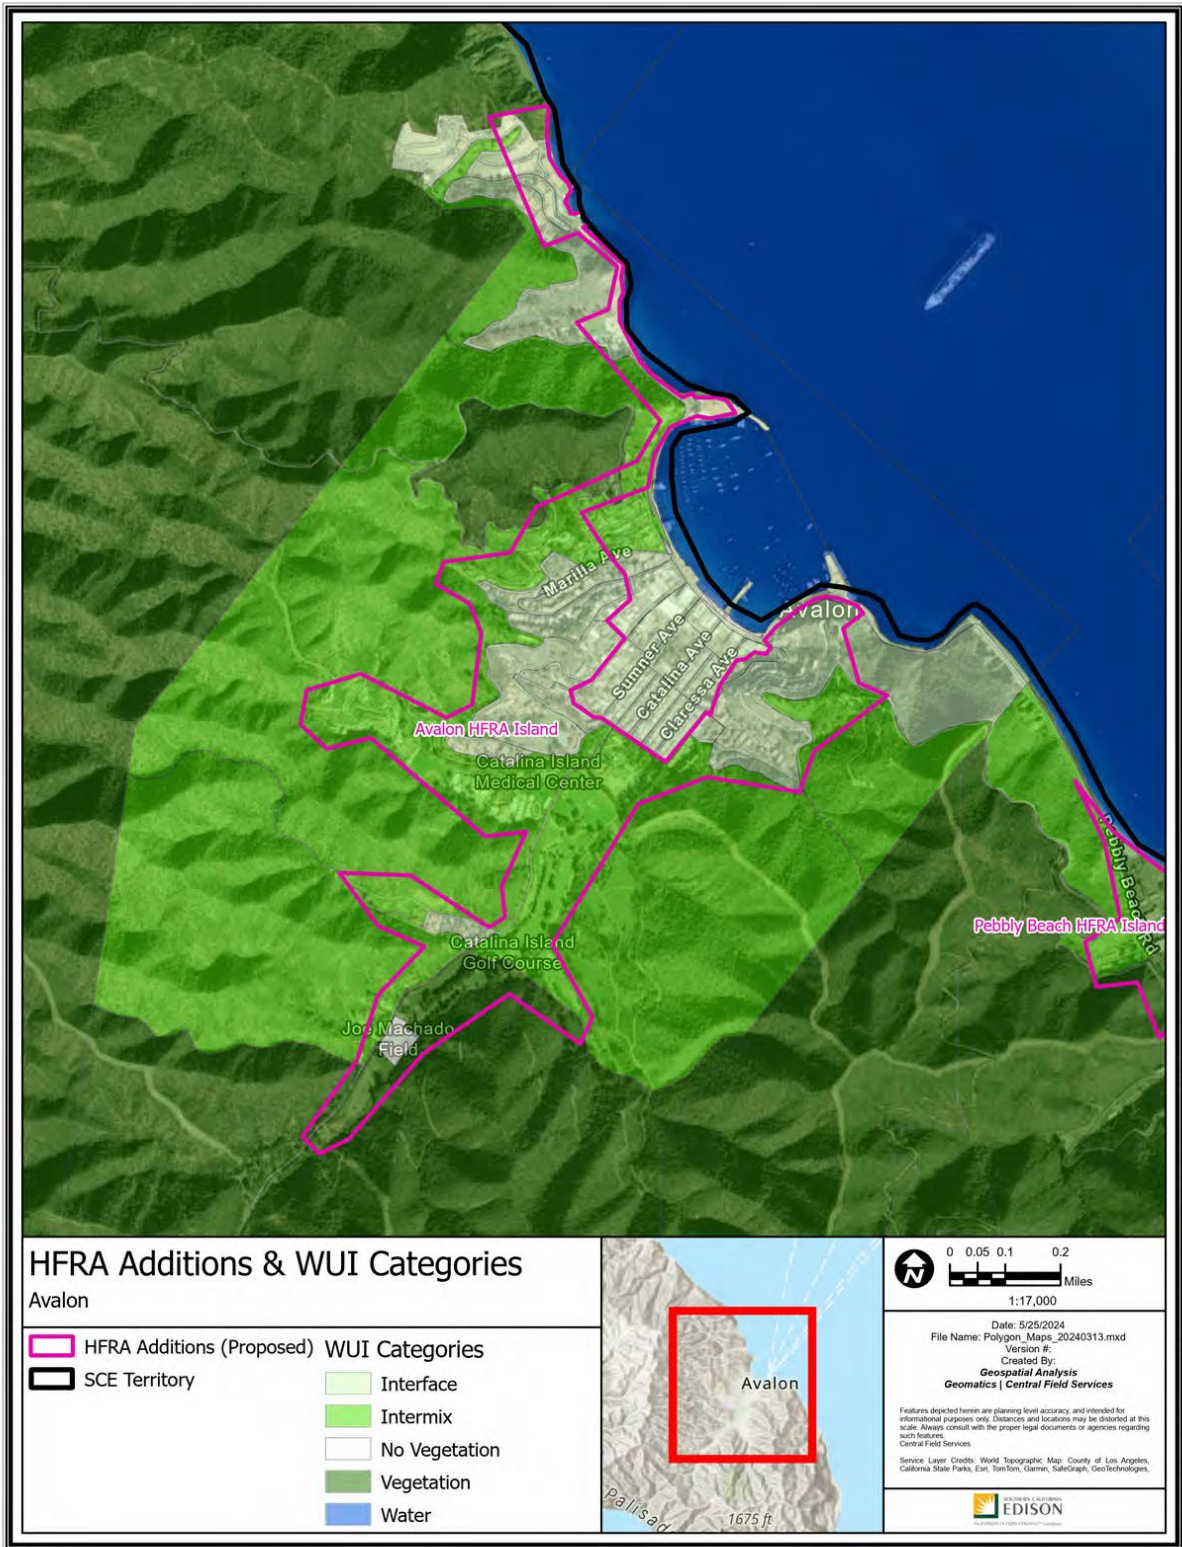 Marilla Ave
Avalon
Sumner Ave
Catalina Ave
Claressa Ave
Avalon HFRA Island
Catalina Island
Medical Center
Pebbly Beach Rd
Pebbly Beach HFRA Island
Catalina Island
Golf Course
Joe Machado
Field
HFRA Additions & WUI Categories
Avalon
HFRA Additions (Proposed)
SCE Territory
WUI Categories
Interface
Intermix
No Vegetation
Vegetation
Water
Avalon
Palisad
1675 ft
N
0 0.05 0.1 0.2
Miles
1:17,000
Date: 5/25/2024
File Name: Polygon_Maps_20240313.mxd
Version #:
Created By:
Geospatial Analysis
Geomatics | Central Field Services
Features depicted herein are planning level accuracy, and intended for
informational purposes only. Distances and locations may be distorted at this
scale. Always consult with the proper legal documents or agencies regarding
such features.
Central Field Services
Service Layer Credits: World Topographic Map: County of Los Angeles,
California State Parks, Esri, TomTom, Garmin, SafeGraph, GeoTechnologies,
SOUTHERN CALIFORNIA
EDISON